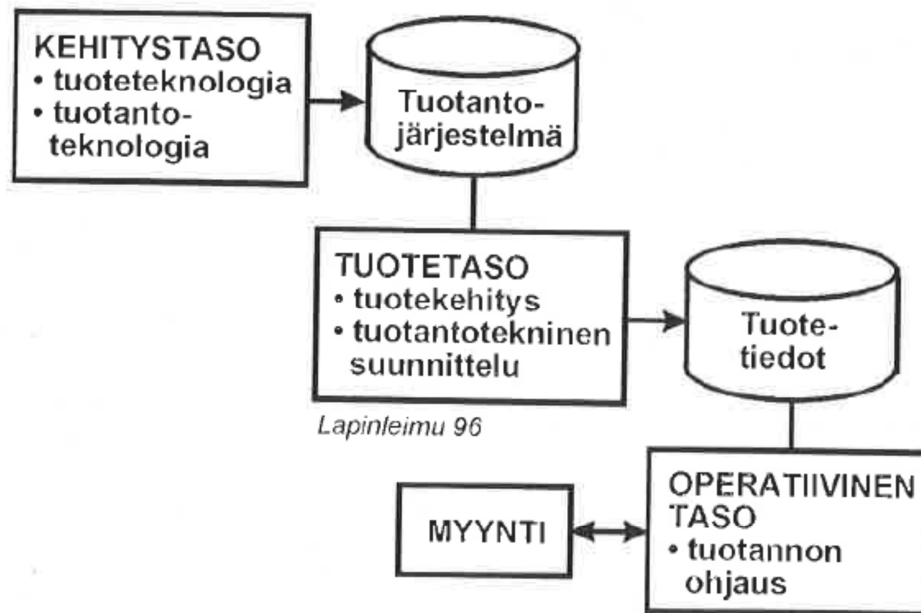 KEHITYSTASO
• tuoteteknologia
• tuotanto-
teknologia
Tuotanto-
järjestelmä
TUOTETASO
• tuotekehitys
• tuotantotekninen
suunnittelu
Tuote-
tiedot
Lapinleimu 96
MYYNTI
OPERATIIVINEN
TASO
• tuotannon
ohjaus